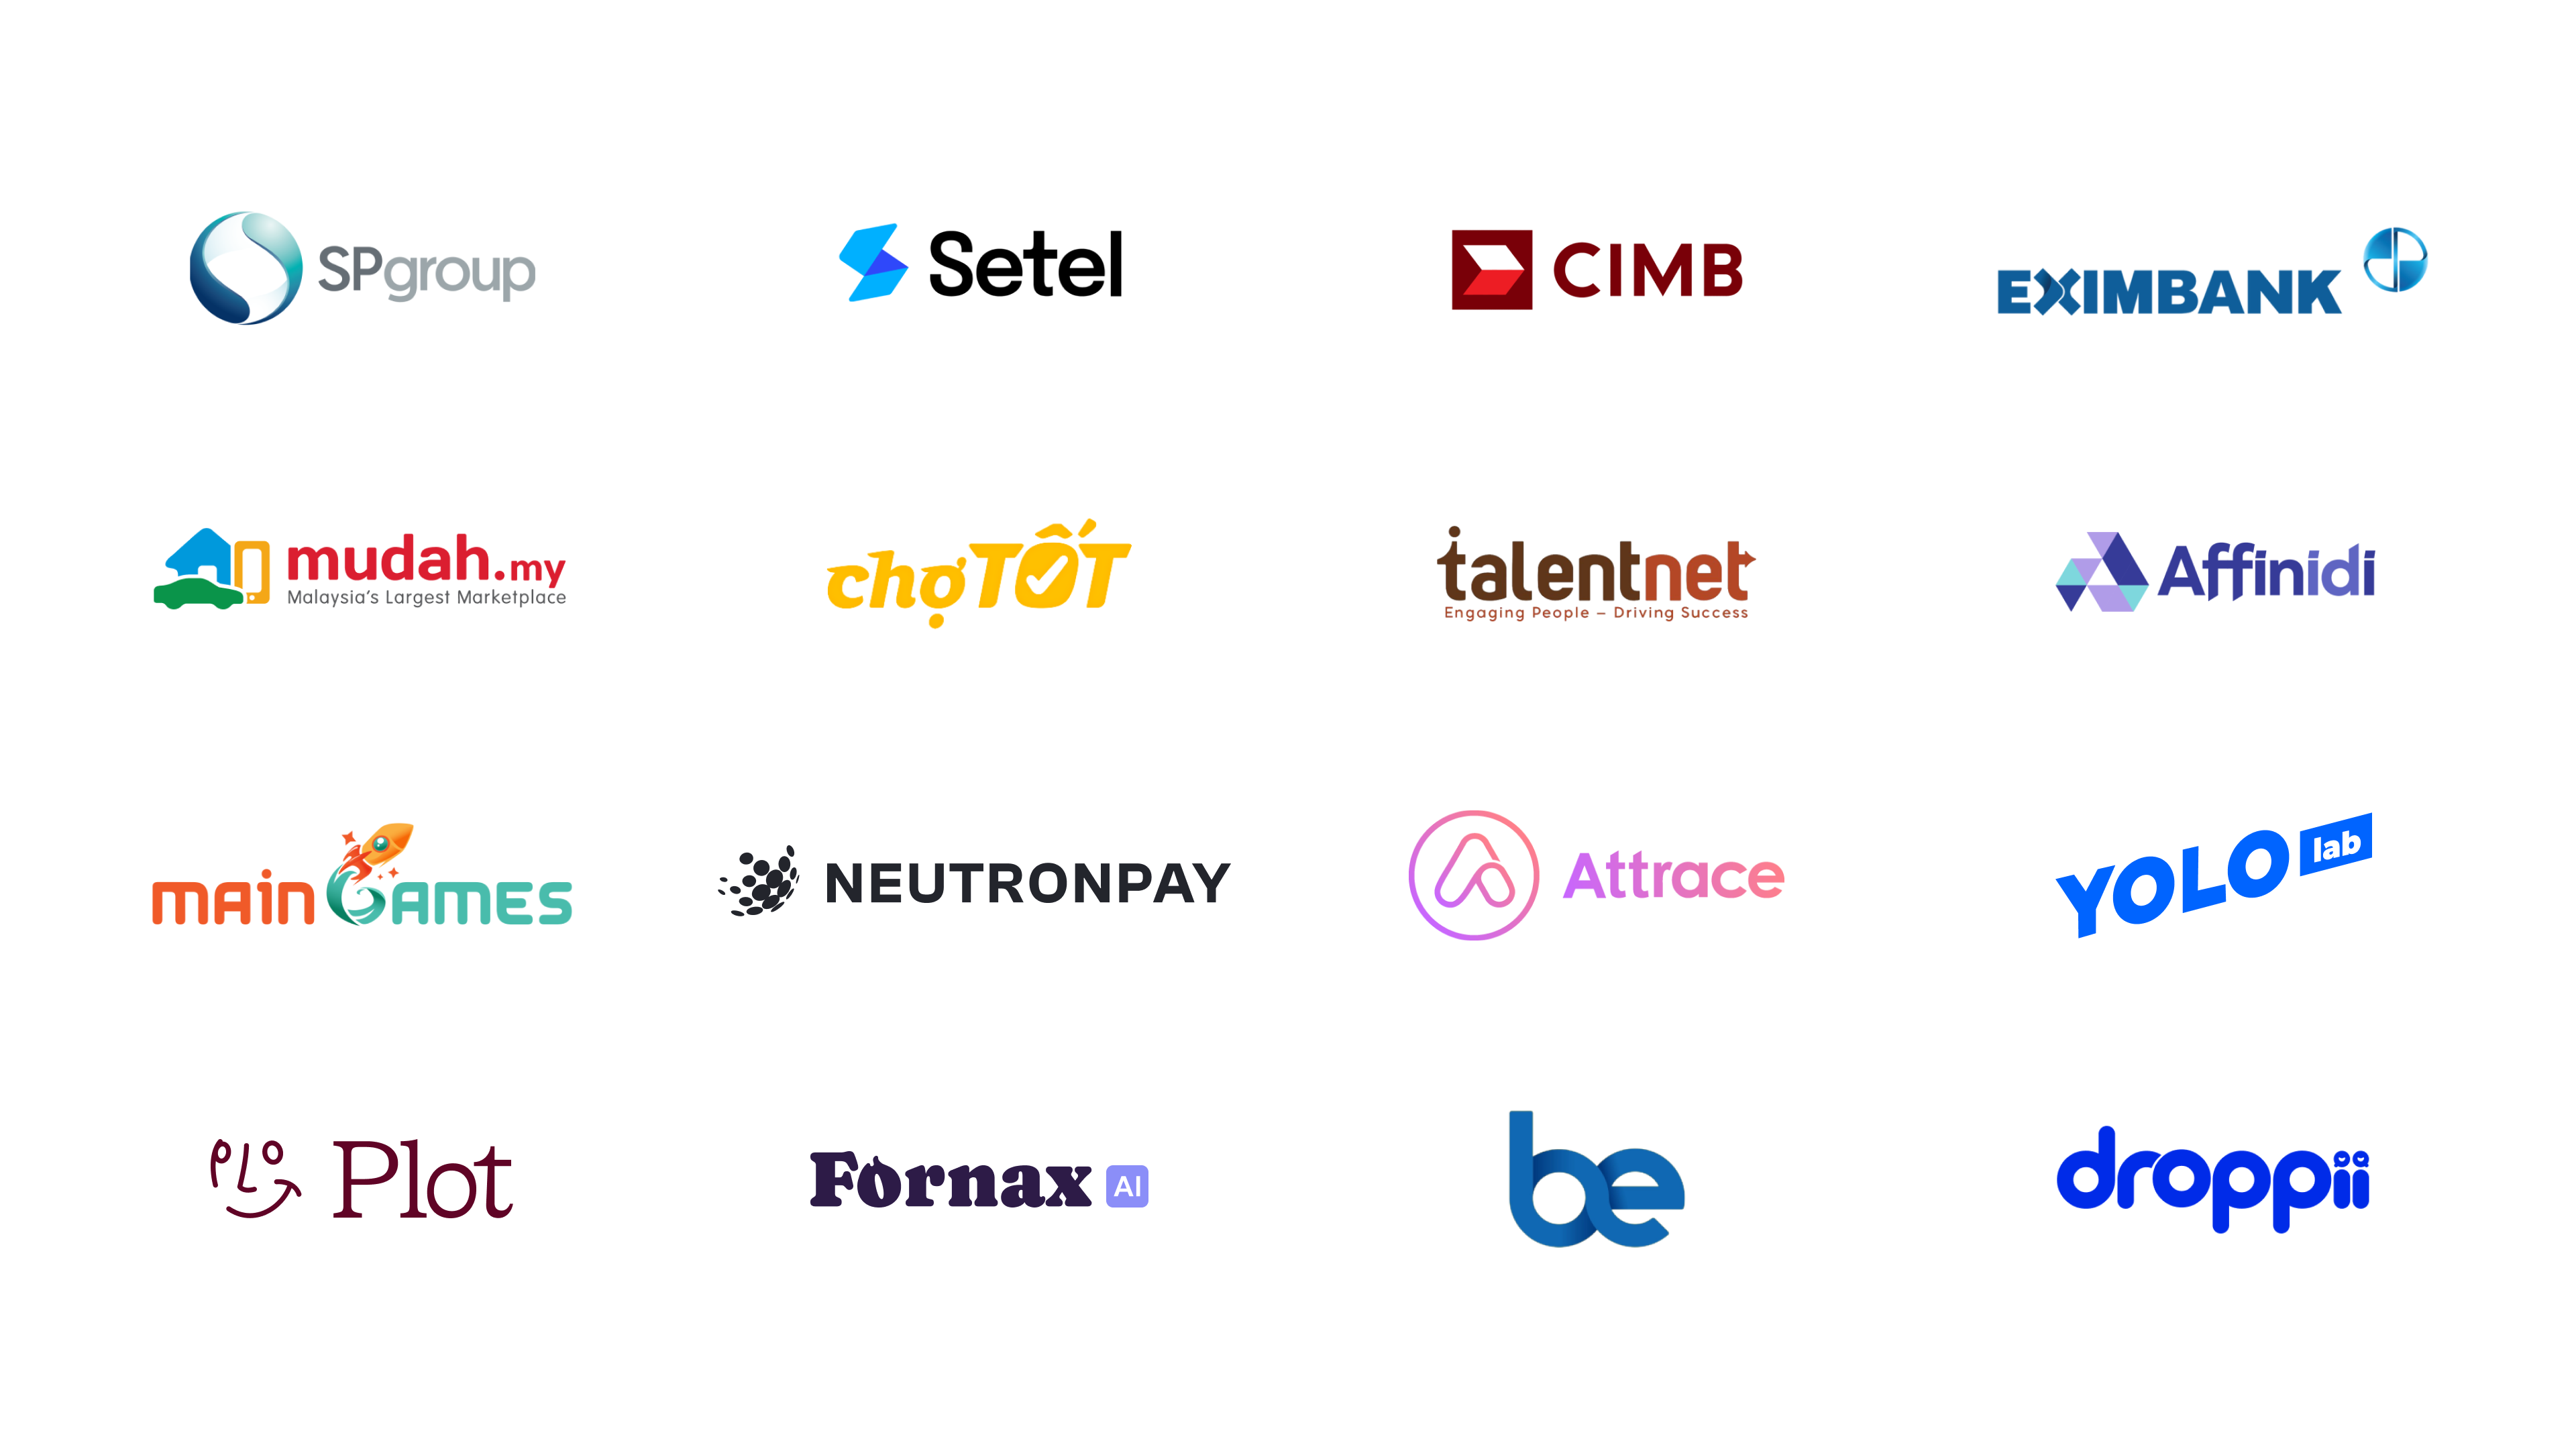 SPgroup
Setel
CIMB
EXIMBANK
mudah.my
Malaysia's Largest Marketplace
chợTỐT
talentnet
Engaging People – Driving Success
Affinidi
mAinGAMES
NEUTRONPAY
Attrace
YOLO lab
PLO
Plot
Fornax AI
be
droppii